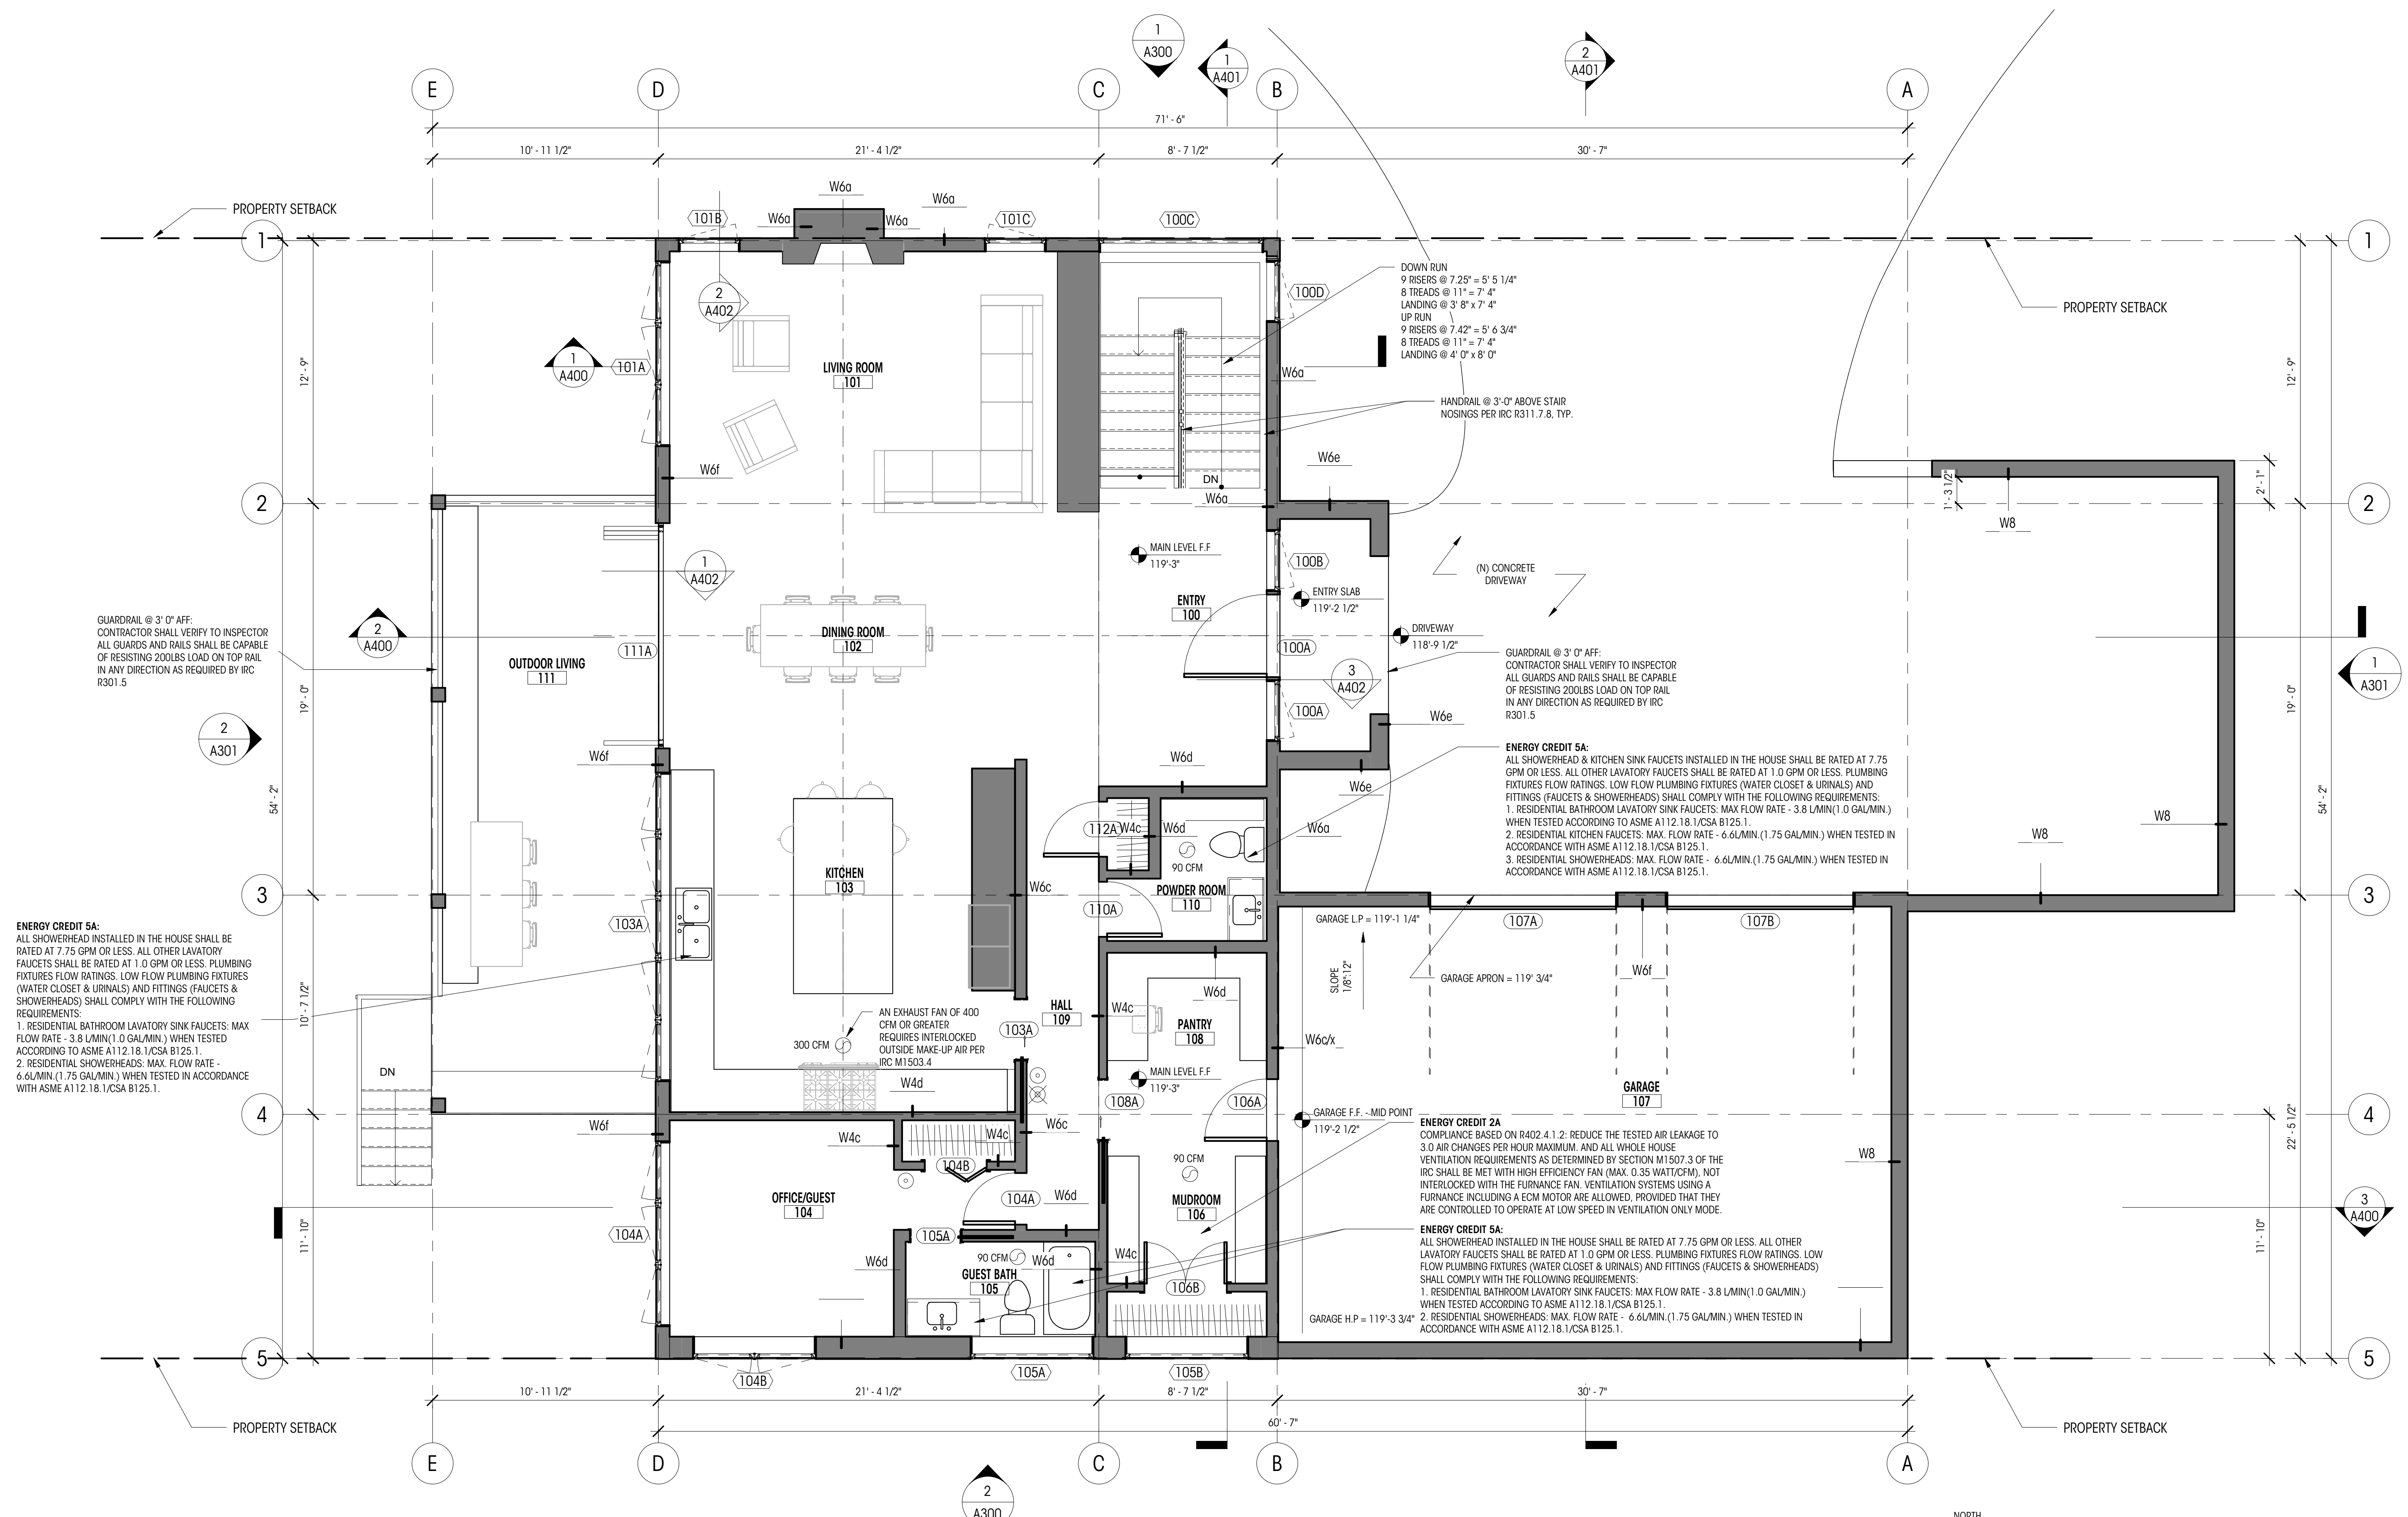 1
A300
1
A401
2
A401
E
D
C
B
A
71' - 6"
10' - 11 1/2"
21' - 4 1/2"
8' - 7 1/2"
30' - 7"
W6a
W6a
W6a
W6a
101B
101C
100C
PROPERTY SETBACK
1
1
DOWN RUN
9 RISERS @ 7.25" = 5' 5 1/4"
8 TREADS @ 11" = 7' 4"
LANDING @ 3' 8" x 7' 4"
UP RUN
9 RISERS @ 7.42" = 5' 6 3/4"
8 TREADS @ 11" = 7' 4"
LANDING @ 4' 0" x 8' 0"
100D
2
A402
PROPERTY SETBACK
1
A400
101A
LIVING ROOM
101
W6a
12' - 9"
12' - 9"
HANDRAIL @ 3'-0" ABOVE STAIR
NOSINGS PER IRC R311.7.8, TYP.
W6f
W6e
DN
W6a
2' - 1"
1' - 3 1/2"
2
2
W8
1
A402
MAIN LEVEL F.F
119'-3"
100B
(N) CONCRETE
DRIVEWAY
ENTRY SLAB
119'-2 1/2"
ENTRY
100
GUARDRAIL @ 3' 0" AFF:
CONTRACTOR SHALL VERIFY TO INSPECTOR
ALL GUARDS AND RAILS SHALL BE CAPABLE
OF RESISTING 200LBS LOAD ON TOP RAIL
IN ANY DIRECTION AS REQUIRED BY IRC
R301.5
2
A400
DINING ROOM
102
DRIVEWAY
118'-9 1/2"
111A
100A
OUTDOOR LIVING
111
GUARDRAIL @ 3' 0" AFF:
CONTRACTOR SHALL VERIFY TO INSPECTOR
ALL GUARDS AND RAILS SHALL BE CAPABLE
OF RESISTING 200LBS LOAD ON TOP RAIL
IN ANY DIRECTION AS REQUIRED BY IRC
R301.5
3
A402
1
A301
19' - 0"
19' - 0"
100A
W6e
2
A301
W6f
W6d
W6e
ENERGY CREDIT 5A:
ALL SHOWERHEAD & KITCHEN SINK FAUCETS INSTALLED IN THE HOUSE SHALL BE RATED AT 7.75
GPM OR LESS. ALL OTHER LAVATORY FAUCETS SHALL BE RATED AT 1.0 GPM OR LESS. PLUMBING
FIXTURES FLOW RATINGS. LOW FLOW PLUMBING FIXTURES (WATER CLOSET & URINALS) AND
FITTINGS (FAUCETS & SHOWERHEADS) SHALL COMPLY WITH THE FOLLOWING REQUIREMENTS:
1. RESIDENTIAL BATHROOM LAVATORY SINK FAUCETS: MAX FLOW RATE - 3.8 L/MIN(1.0 GAL/MIN.)
WHEN TESTED ACCORDING TO ASME A112.18.1/CSA B125.1.
2. RESIDENTIAL KITCHEN FAUCETS: MAX. FLOW RATE - 6.6L/MIN.(1.75 GAL/MIN.) WHEN TESTED IN
ACCORDANCE WITH ASME A112.18.1/CSA B125.1.
3. RESIDENTIAL SHOWERHEADS: MAX. FLOW RATE - 6.6L/MIN.(1.75 GAL/MIN.) WHEN TESTED IN
ACCORDANCE WITH ASME A112.18.1/CSA B125.1.
54' - 2"
54' - 2"
112A
W4c
W6d
W6a
W8
W8
90 CFM
KITCHEN
103
W6c
POWDER ROOM
110
3
3
110A
103A
GARAGE L.P = 119'-1 1/4"
107A
107B
ENERGY CREDIT 5A:
ALL SHOWERHEAD INSTALLED IN THE HOUSE SHALL BE
RATED AT 7.75 GPM OR LESS. ALL OTHER LAVATORY
FAUCETS SHALL BE RATED AT 1.0 GPM OR LESS. PLUMBING
FIXTURES FLOW RATINGS. LOW FLOW PLUMBING FIXTURES
(WATER CLOSET & URINALS) AND FITTINGS (FAUCETS &
SHOWERHEADS) SHALL COMPLY WITH THE FOLLOWING
REQUIREMENTS:
1. RESIDENTIAL BATHROOM LAVATORY SINK FAUCETS: MAX
FLOW RATE - 3.8 L/MIN(1.0 GAL/MIN.) WHEN TESTED
ACCORDING TO ASME A112.18.1/CSA B125.1.
2. RESIDENTIAL SHOWERHEADS: MAX. FLOW RATE -
6.6L/MIN.(1.75 GAL/MIN.) WHEN TESTED IN ACCORDANCE
WITH ASME A112.18.1/CSA B125.1.
SLOPE
1/8":12"
GARAGE APRON = 119' 3/4"
W6f
W6d
10' - 7 1/2"
HALL
109
W4c
PANTRY
108
AN EXHAUST FAN OF 400
CFM OR GREATER
REQUIRES INTERLOCKED
OUTSIDE MAKE-UP AIR PER
IRC M1503.4
300 CFM
103A
W6c/x
DN
W4d
MAIN LEVEL F.F
119'-3"
GARAGE
107
108A
106A
4
4
W6f
W4c
W4c
W6c
GARAGE F.F. - MID POINT
119'-2 1/2"
ENERGY CREDIT 2A
COMPLIANCE BASED ON R402.4.1.2: REDUCE THE TESTED AIR LEAKAGE TO
3.0 AIR CHANGES PER HOUR MAXIMUM. AND ALL WHOLE HOUSE
VENTILATION REQUIREMENTS AS DETERMINED BY SECTION M1507.3 OF THE
IRC SHALL BE MET WITH HIGH EFFICIENCY FAN (MAX. 0.35 WATT/CFM), NOT
INTERLOCKED WITH THE FURNANCE FAN. VENTILATION SYSTEMS USING A
FURNANCE INCLUDING A ECM MOTOR ARE ALLOWED, PROVIDED THAT THEY
ARE CONTROLLED TO OPERATE AT LOW SPEED IN VENTILATION ONLY MODE.
22' - 5 1/2"
W8
104B
90 CFM
OFFICE/GUEST
104
104A
W6d
MUDROOM
106
3
A400
104A
105A
11' - 10"
11' - 10"
ENERGY CREDIT 5A:
ALL SHOWERHEAD INSTALLED IN THE HOUSE SHALL BE RATED AT 7.75 GPM OR LESS. ALL OTHER
LAVATORY FAUCETS SHALL BE RATED AT 1.0 GPM OR LESS. PLUMBING FIXTURES FLOW RATINGS. LOW
FLOW PLUMBING FIXTURES (WATER CLOSET & URINALS) AND FITTINGS (FAUCETS & SHOWERHEADS)
SHALL COMPLY WITH THE FOLLOWING REQUIREMENTS:
1. RESIDENTIAL BATHROOM LAVATORY SINK FAUCETS: MAX FLOW RATE - 3.8 L/MIN(1.0 GAL/MIN.)
WHEN TESTED ACCORDING TO ASME A112.18.1/CSA B125.1.
2. RESIDENTIAL SHOWERHEADS: MAX. FLOW RATE - 6.6L/MIN.(1.75 GAL/MIN.) WHEN TESTED IN
ACCORDANCE WITH ASME A112.18.1/CSA B125.1.
W6d
90 CFM
W6d
W4c
GUEST BATH
105
106B
GARAGE H.P = 119'-3 3/4"
5
5
104B
105A
105B
10' - 11 1/2"
21' - 4 1/2"
8' - 7 1/2"
30' - 7"
60' - 7"
PROPERTY SETBACK
PROPERTY SETBACK
E
D
C
B
A
2
A300
NORTH